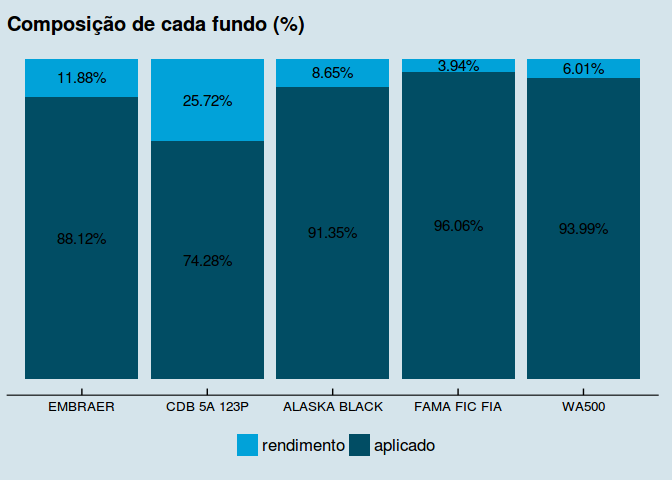 Composição de cada fundo (%)
11.88% 25.72% 8.65% 3.94% 6.01%
88.12% 74.28% 91.35% 96.06% 93.99%
EMBRAER CDB 5A 123P ALASKA BLACK FAMA FIC FIA WA500
rendimento aplicado